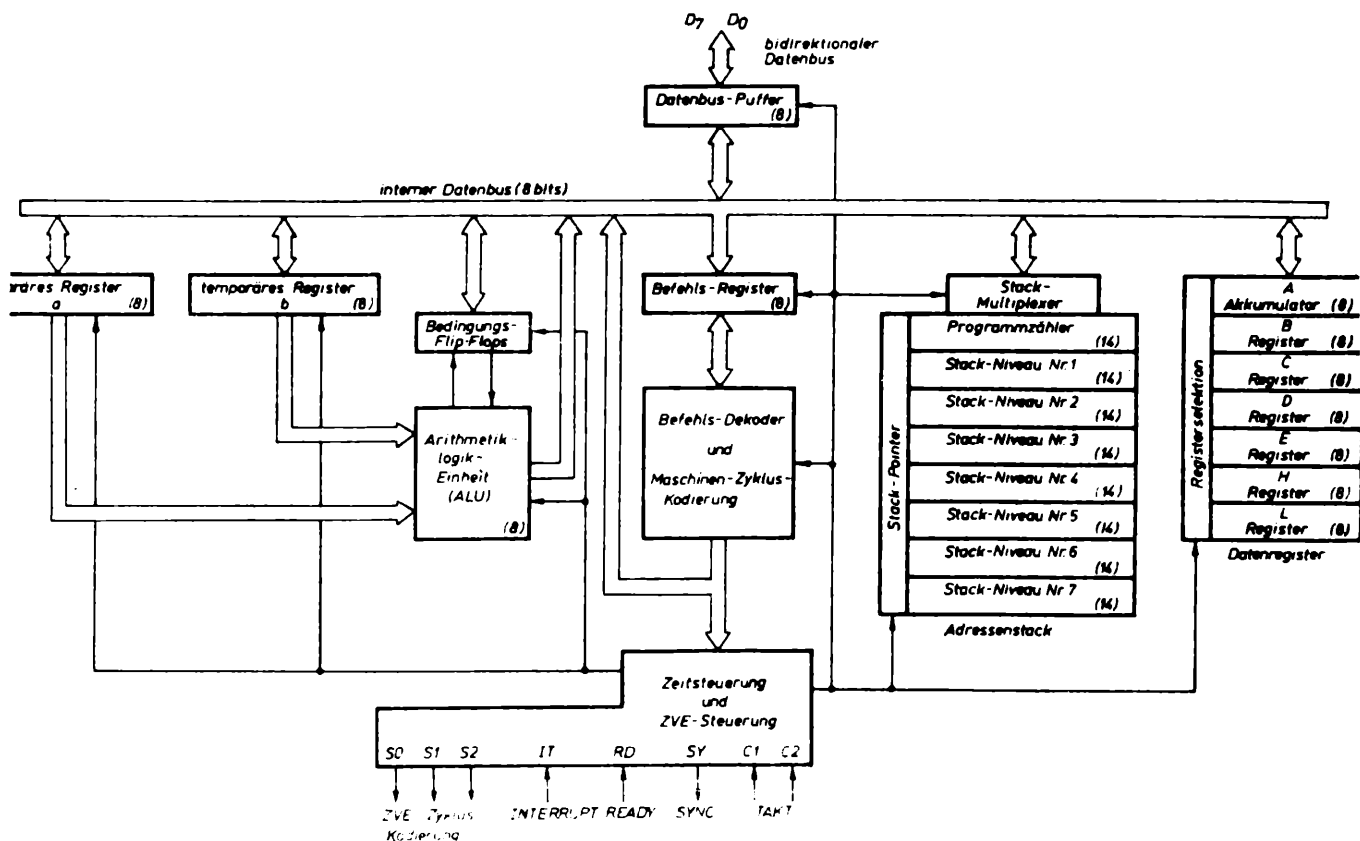 D7 D0
bidirektionaler
Datenbus
Datenbus-Puffer
(8)
interner Datenbus (8 bits)
räres Register
a (8)
temporäres Register
b (8)
Bedingungs-
Flip-Flops
Arithmetik-
logik-
Einheit
(ALU)
(8)
Befehls-Register
(8)
Befehls-Dekoder
und
Maschinen-Zyklus-
Kodierung
Stack-
Multiplexer
Stack-Pointer
Programmzähler
(14)
Stack-Niveau Nr.1
(14)
Stack-Niveau Nr 2
(14)
Stack-Niveau Nr 3
(14)
Stack-Niveau Nr. 4
(14)
Stack-Niveau Nr 5
(14)
Stack-Niveau Nr. 6
(14)
Stack-Niveau Nr 7
(14)
Adressenstack
Registerselektion
A
Akkumulator (8)
B
Register (8)
C
Register (8)
D
Register (8)
E
Register (8)
H
Register (8)
L
Register (8)
Datenregister
Zeitsteuerung
und
ZVE-Steuerung
S0 S1 S2 IT RD SY C1 C2
ZVE Zyklus INTERRUPT READY SYNC TAKT
Kodierung